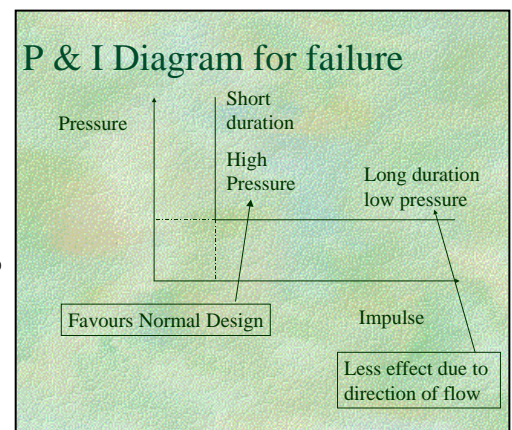 P & I Diagram for failure
Pressure
Short
duration
High
Pressure
Long duration
low pressure
Favours Normal Design
Impulse
Less effect due to
direction of flow